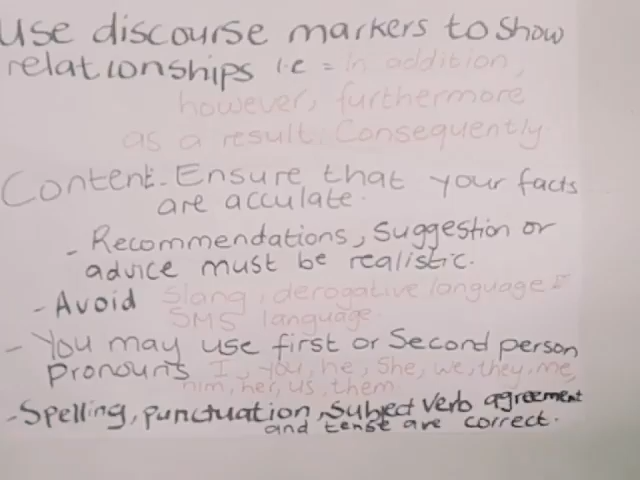 use discourse markers to show
relationships i.e = In addition,
however, furthermore
as a result, Consequently.
Content. Ensure that your facts
are acculate.
- Recommendations, suggestion or
advice must be realistic.
- Avoid slang, derogative language &
SMS language.
- You may use first or Second person
pronouns I, you, he, She, we, they, me,
him, her, us, them.
- Spelling, punctuation, Subject verb agreement
and tense are correct.